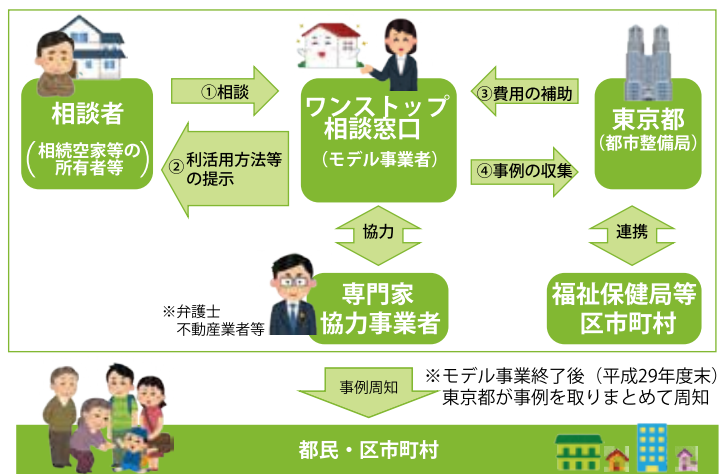 相談者
(相続空家等の
所有者等)
①相談
②利活用方法等
の提示
ワンストップ
相談窓口
(モデル事業者)
③費用の補助
④事例の収集
東京都
(都市整備局)
協力
連携
※弁護士
不動産業者等
専門家
協力事業者
福祉保健局等
区市町村
事例周知
※モデル事業終了後（平成29年度末）
東京都が事例を取りまとめて周知
都民・区市町村